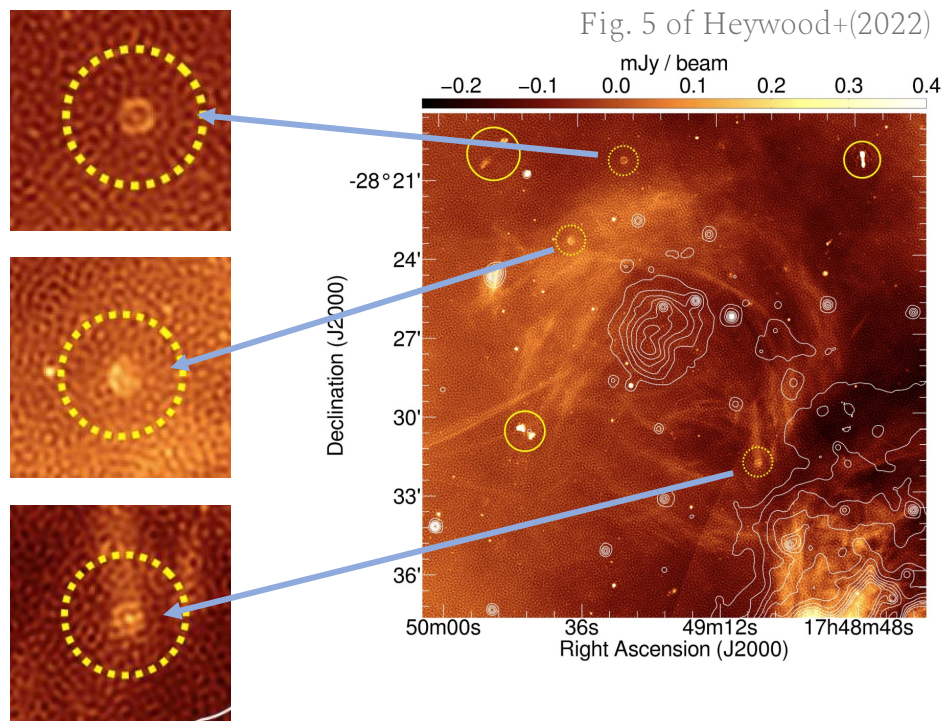 Fig. 5 of Heywood+(2022)
mJy / beam
−0.2 −0.1 0.0 0.1 0.2 0.3 0.4
-28°21'
24'
27'
30'
33'
36'
Declination (J2000)
50m00s 36s 49m12s 17h48m48s
Right Ascension (J2000)